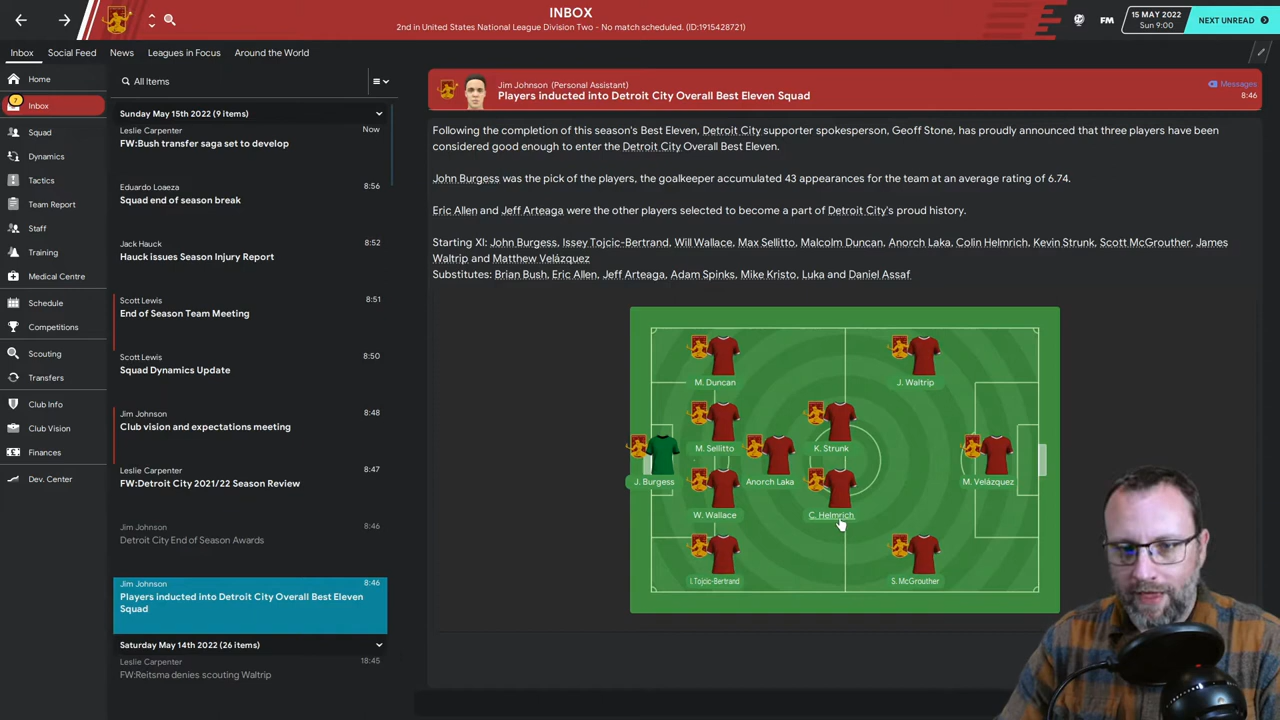 INBOX
2nd in United States National League Division Two - No match scheduled. (ID:1915428721)
FM
15 MAY 2022
Sun 9:00
NEXT UNREAD
Inbox
Social Feed
News
Leagues in Focus
Around the World
Home
7
Inbox
Squad
Dynamics
Tactics
Team Report
Staff
Training
Medical Centre
Schedule
Competitions
Scouting
Transfers
Club Info
Club Vision
Finances
Dev. Center
All Items
Sunday May 15th 2022 (9 items)
Leslie Carpenter
Now
FW:Bush transfer saga set to develop
Eduardo Loaeza
8:56
Squad end of season break
Jack Hauck
8:52
Hauck issues Season Injury Report
Scott Lewis
8:51
End of Season Team Meeting
Scott Lewis
8:50
Squad Dynamics Update
Jim Johnson
8:48
Club vision and expectations meeting
Leslie Carpenter
8:47
FW:Detroit City 2021/22 Season Review
Jim Johnson
8:46
Detroit City End of Season Awards
Jim Johnson
8:46
Players inducted into Detroit City Overall Best Eleven
Squad
Saturday May 14th 2022 (26 items)
Leslie Carpenter
18:45
FW:Reitsma denies scouting Waltrip
Jim Johnson (Personal Assistant)
Players inducted into Detroit City Overall Best Eleven Squad
Messages
8:46
Following the completion of this season's Best Eleven, Detroit City supporter spokesperson, Geoff Stone, has proudly announced that three players have been
considered good enough to enter the Detroit City Overall Best Eleven.
John Burgess was the pick of the players, the goalkeeper accumulated 43 appearances for the team at an average rating of 6.74.
Eric Allen and Jeff Arteaga were the other players selected to become a part of Detroit City's proud history.
Starting XI: John Burgess, Issey Tojcic-Bertrand, Will Wallace, Max Sellitto, Malcolm Duncan, Anorch Laka, Colin Helmrich, Kevin Strunk, Scott McGrouther, James
Waltrip and Matthew Velázquez
Substitutes: Brian Bush, Eric Allen, Jeff Arteaga, Adam Spinks, Mike Kristo, Luka and Daniel Assaf
M. Duncan
J. Waltrip
M. Sellitto
K. Strunk
J. Burgess
Anorch Laka
M. Velázquez
W. Wallace
C. Helmrich
I.Tojcic-Bertrand
S. McGrouther